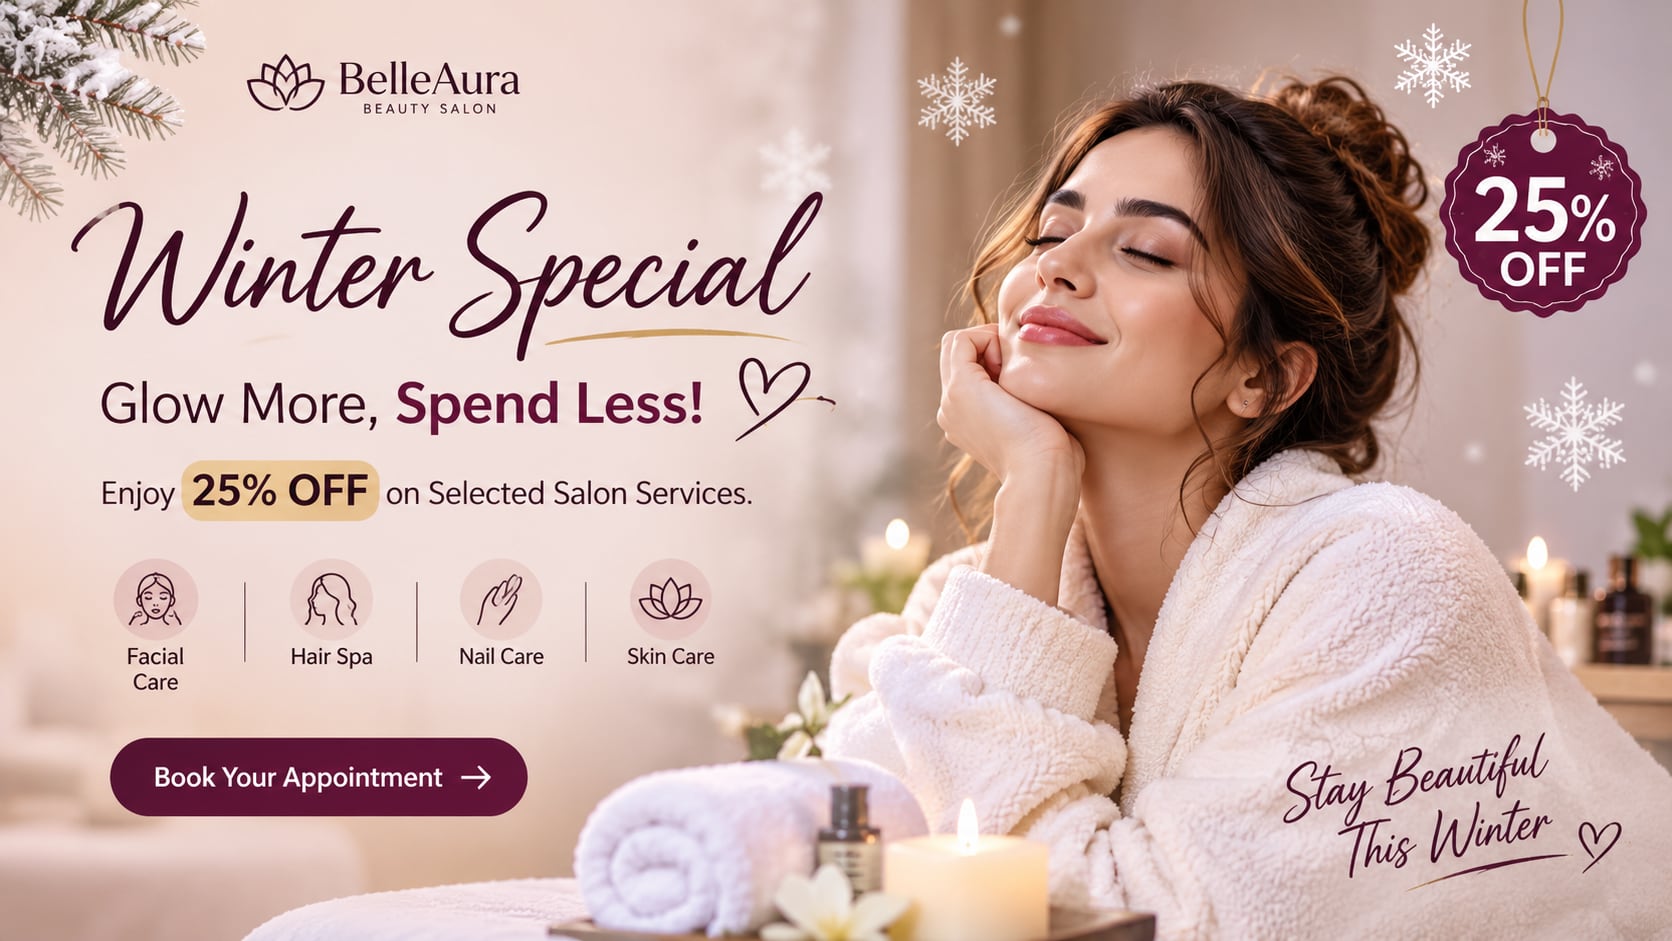 BelleAura
BEAUTY SALON
Winter Special
Glow More, Spend Less!
Enjoy 25% OFF on Selected Salon Services.
Facial
Care
Hair Spa
Nail Care
Skin Care
Book Your Appointment →
25%
OFF
Stay Beautiful
This Winter